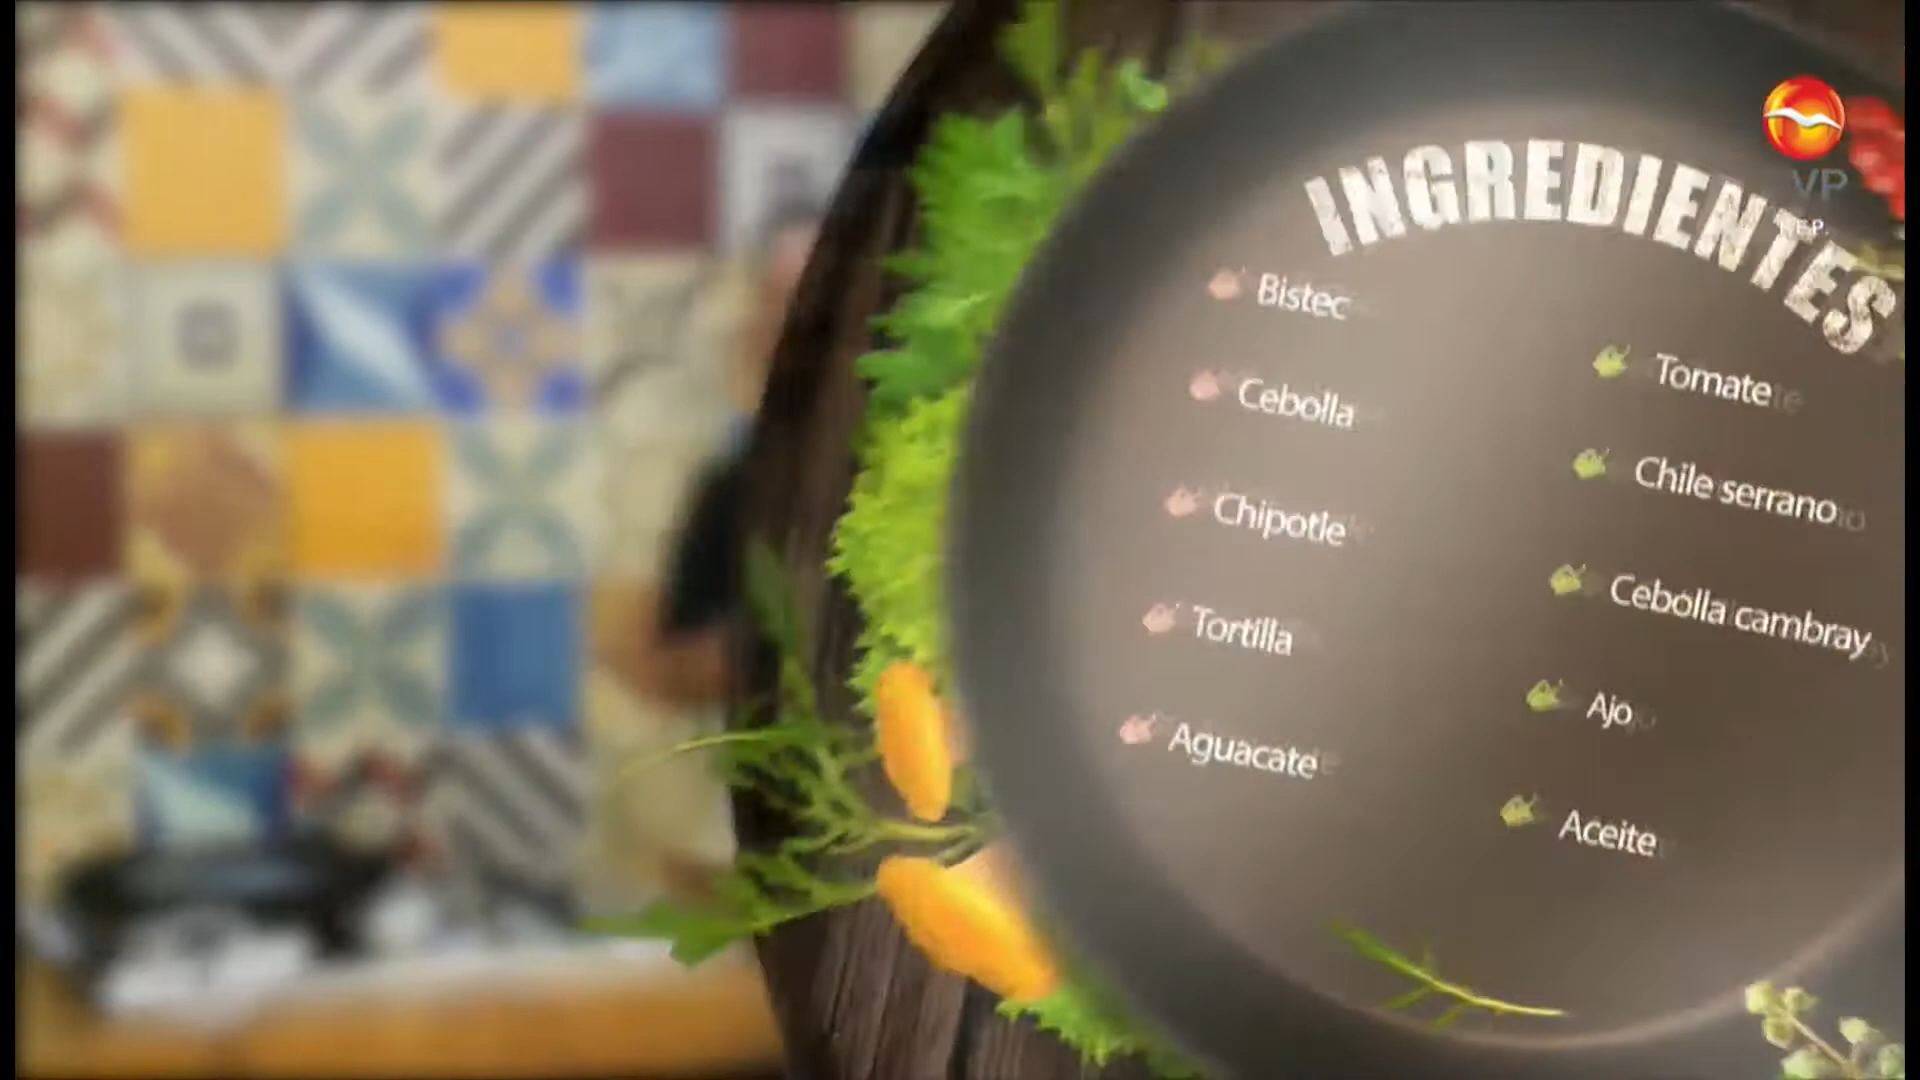 VP
INGREDIENTES
Bistec
Cebolla
Chipotle
Tortilla
Aguacate
Tomate
Chile serrano
Cebolla cambray
Ajo
Aceite